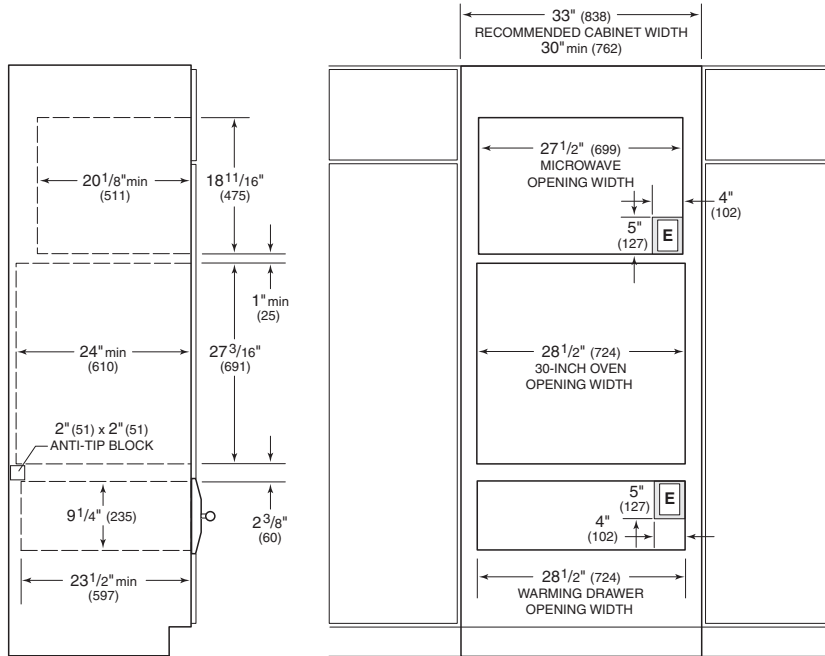 33" (838)
RECOMMENDED CABINET WIDTH
30" min (762)
20 1/8" min
(511)
18 11/16"
(475)
27 1/2" (699)
MICROWAVE
OPENING WIDTH
4"
(102)
5"
(127)
E
1" min
(25)
24" min
(610)
27 3/16"
(691)
28 1/2" (724)
30-INCH OVEN
OPENING WIDTH
2" (51) x 2" (51)
ANTI-TIP BLOCK
9 1/4" (235)
2 3/8"
(60)
5"
(127)
E
4"
(102)
23 1/2" min
(597)
28 1/2" (724)
WARMING DRAWER
OPENING WIDTH